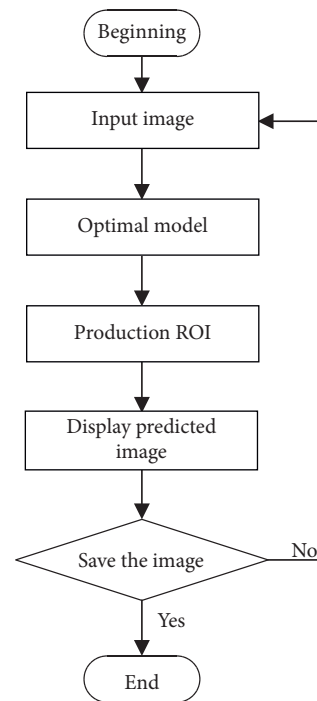 Beginning
Input image
Optimal model
Production ROI
Display predicted
image
Save the image
No
Yes
End